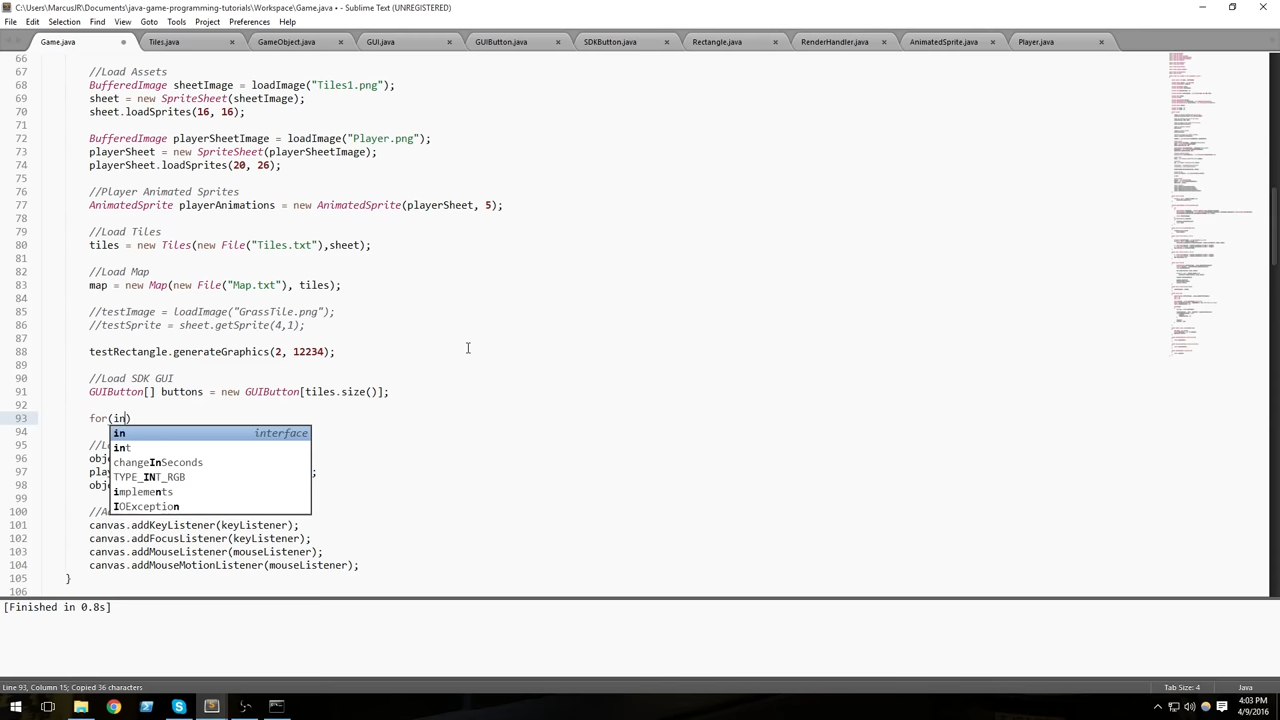 C:\Users\MarcusJR\Documents\java-game-programming-tutorials\Workspace\Game.java • - Sublime Text (UNREGISTERED)
File Edit Selection Find View Goto Tools Project Preferences Help
Game.java Tiles.java GameObject.java GUI.java GUIButton.java SDKButton.java Rectangle.java RenderHandler.java AnimatedSprite.java Player.java
66
67 //Load Assets
68 BufferedImage sheetImage = loadImage("Tiles1.png");
69 sheet = new SpriteSheet(sheetImage);
70 sheet.loadSprites(16, 16);
71
72 BufferedImage playerSheetImage = loadImage("Player.png");
73 playerSheet = new SpriteSheet(playerSheetImage);
74 playerSheet.loadSprites(20, 26);
75
76 //Player Animated Sprites
77 AnimatedSprite playerAnimations = new AnimatedSprite(playerSheet, 5);
78
79 //Load Tiles
80 tiles = new Tiles(new File("Tiles.txt"),sheet);
81
82 //Load Map
83 map = new Map(new File("Map.txt"), tiles);
84
85 //testImage = loadImage("GrassTile.png");
86 //testSprite = sheet.getSprite(4,1);
87
88 testRectangle.generateGraphics(2, 12234);
89
90 //Load SDK GUI
91 GUIButton[] buttons = new GUIButton[tiles.size()];
92
93 for(in)
94 in interface
95 //L int
96 obj changeInSeconds
97 play TYPE_INT_RGB ;
98 obj implements
99 IOException
100 //A
101 canvas.addKeyListener(keyListener);
102 canvas.addFocusListener(keyListener);
103 canvas.addMouseListener(mouseListener);
104 canvas.addMouseMotionListener(mouseListener);
105 }
106
[Finished in 0.8s]
Line 93, Column 15; Copied 36 characters Tab Size: 4 Java
4:03 PM
4/9/2016